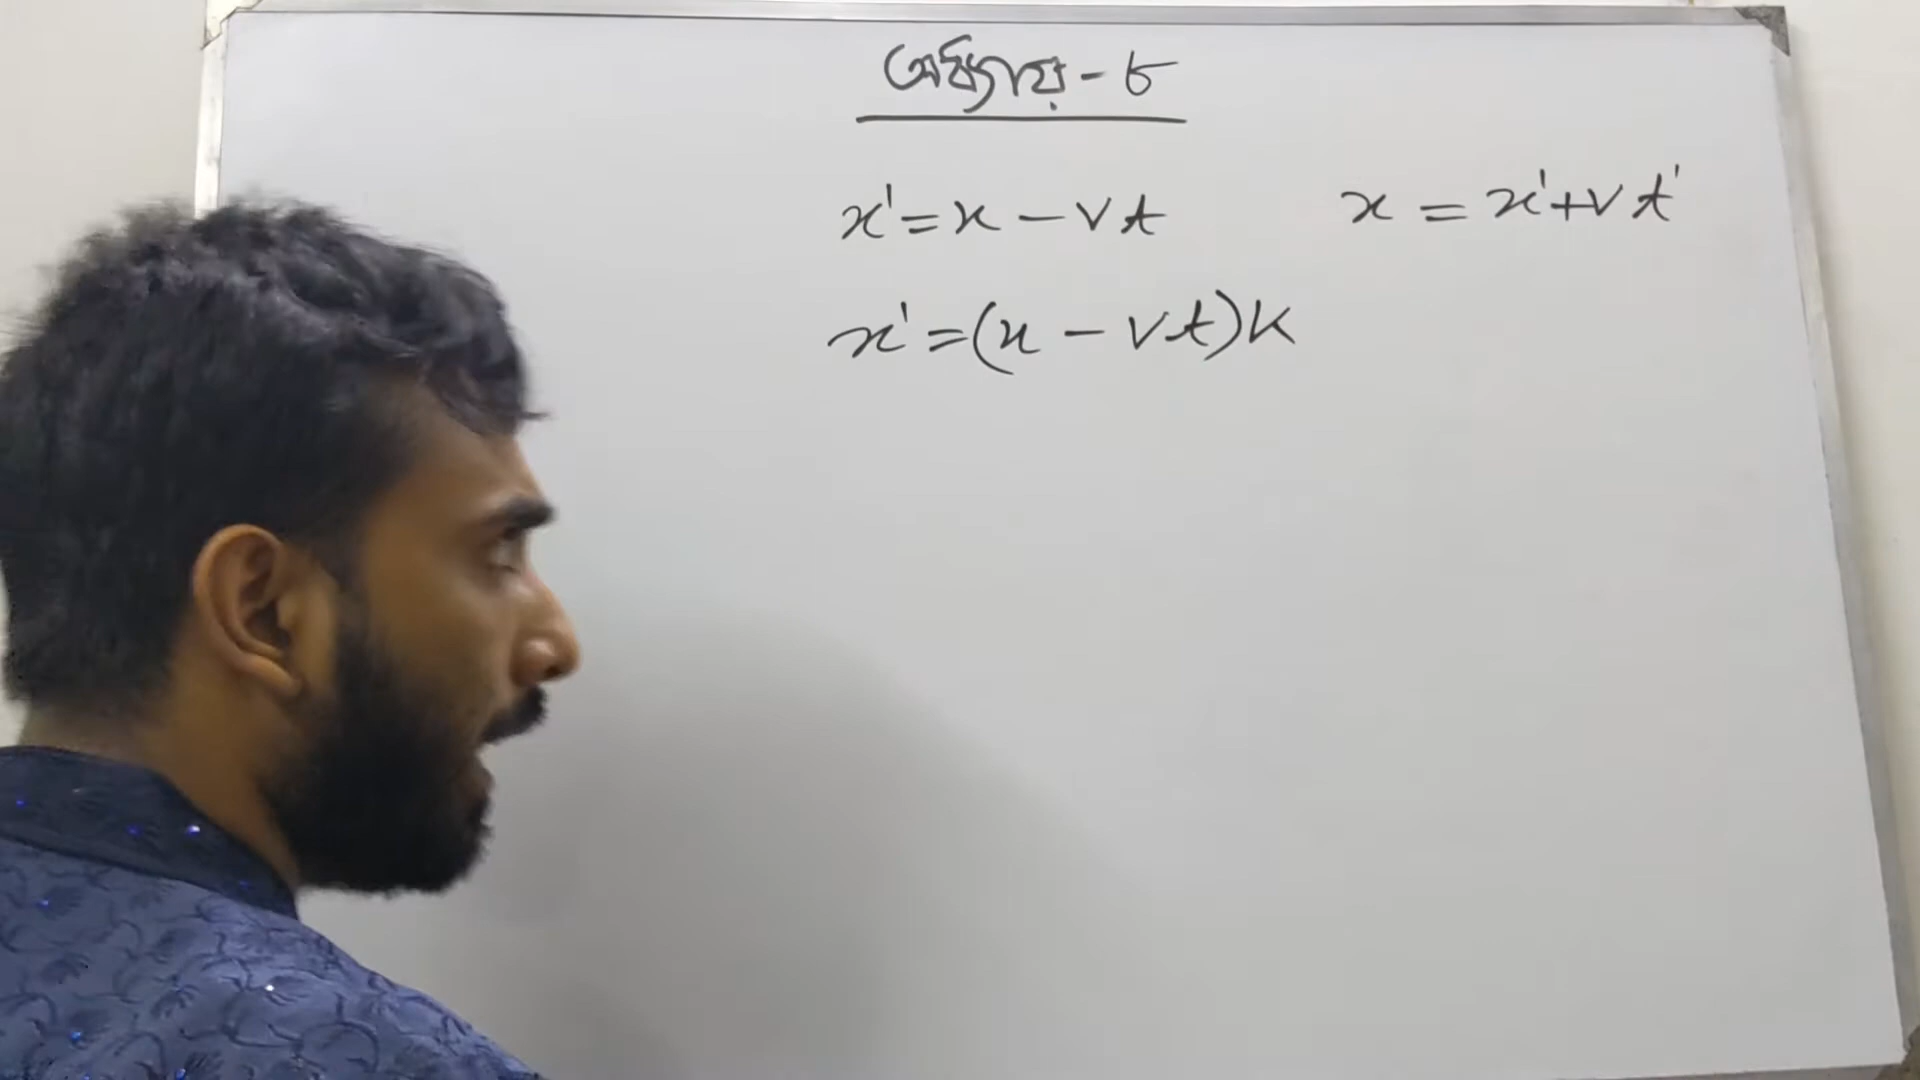 অধ্যায় - ৮
x' = x - vt
x = x' + vt'
x' = (x - vt)k